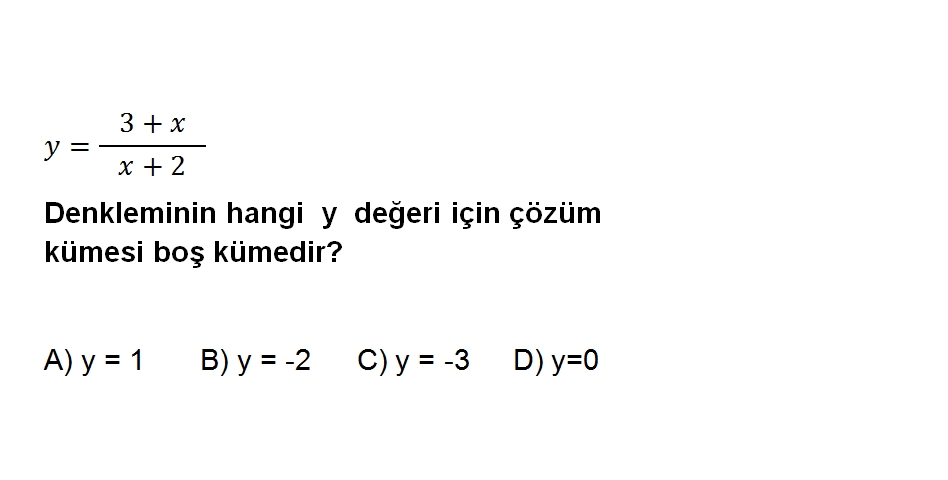 y = 3 + x / x + 2
Denkleminin hangi y değeri için çözüm
kümesi boş kümedir?
A) y = 1 B) y = -2 C) y = -3 D) y=0